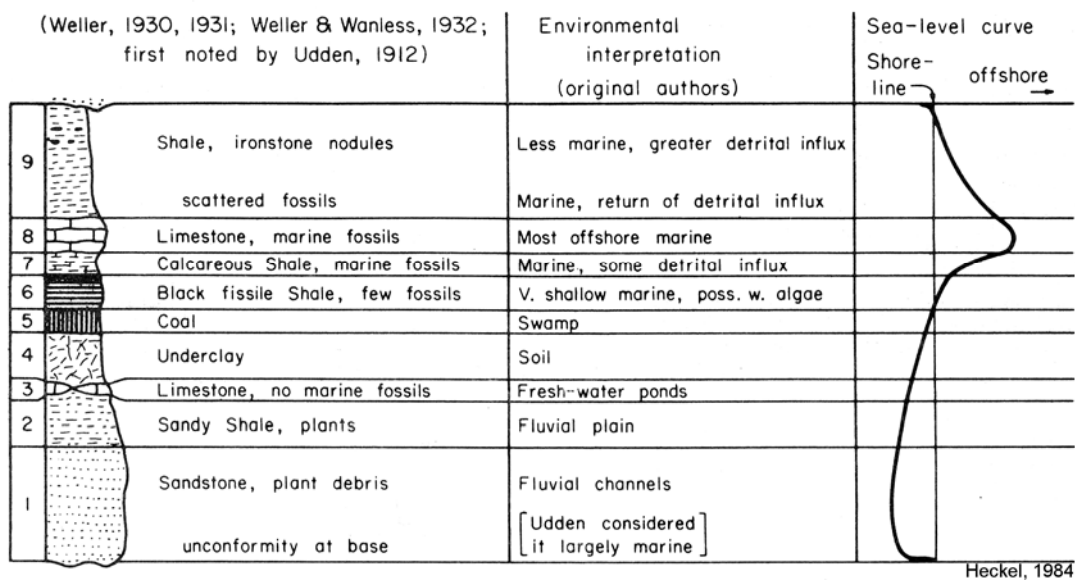 (Weller, 1930, 1931; Weller & Wanless, 1932;
first noted by Udden, 1912)
Environmental
interpretation
(original authors)
Sea-level curve
Shore-
line
offshore
9
Shale, ironstone nodules
scattered fossils
Less marine, greater detrital influx
Marine, return of detrital influx
8
Limestone, marine fossils
Most offshore marine
7
Calcareous Shale, marine fossils
Marine, some detrital influx
6
Black fissile Shale, few fossils
V. shallow marine, poss. w. algae
5
Coal
Swamp
4
Underclay
Soil
3
Limestone, no marine fossils
Fresh-water ponds
2
Sandy Shale, plants
Fluvial plain
1
Sandstone, plant debris
unconformity at base
Fluvial channels
[Udden considered
it largely marine]
Heckel, 1984